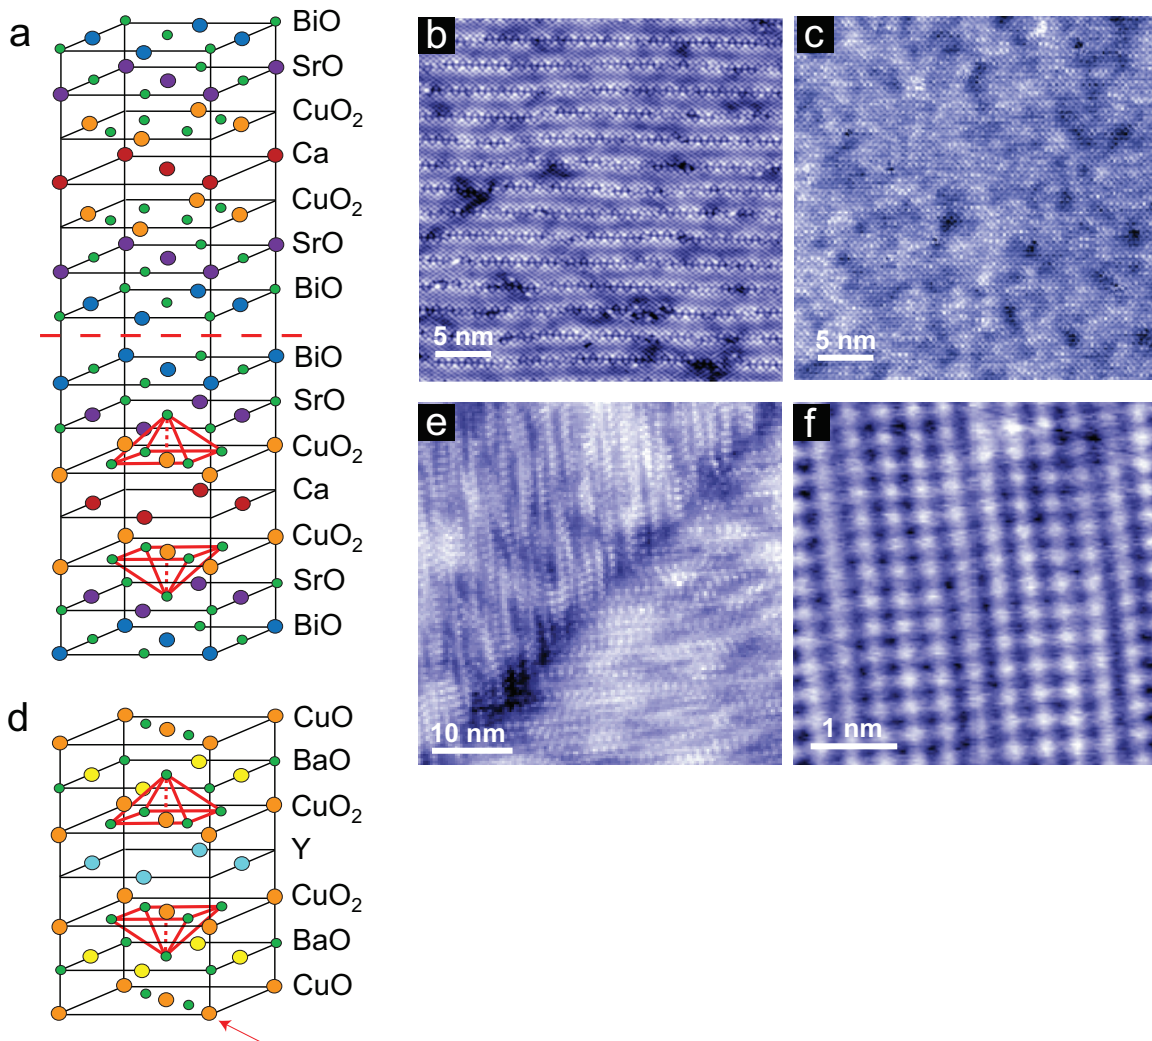 a
BiO
SrO
CuO₂
Ca
CuO₂
SrO
BiO
BiO
SrO
CuO₂
Ca
CuO₂
SrO
BiO
b
5 nm
c
5 nm
d
CuO
BaO
CuO₂
Y
CuO₂
BaO
CuO
e
10 nm
f
1 nm